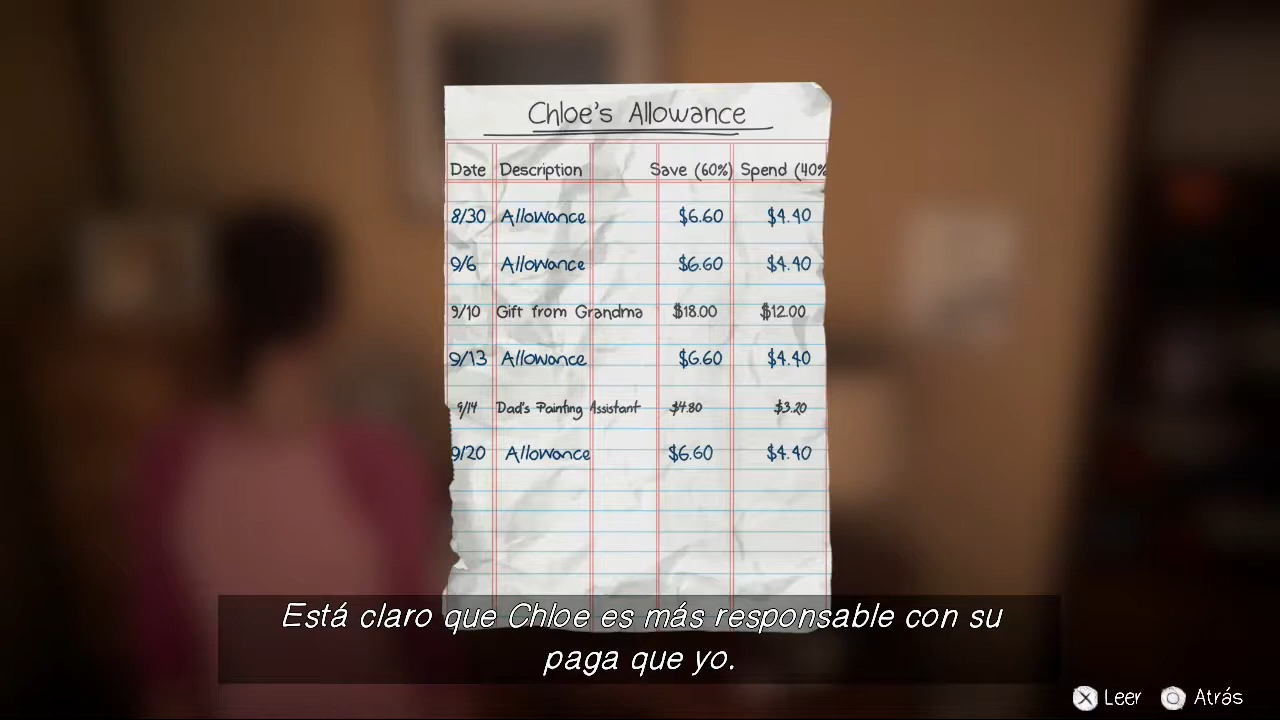 Chloe's Allowance
Date Description Save (60%) Spend (40%
8/30 Allowance $6.60 $4.40
9/6 Allowance $6.60 $4.40
9/10 Gift from Grandma $18.00 $12.00
9/13 Allowance $6.60 $4.40
9/14 Dad's Painting Assistant $4.80 $3.20
9/20 Allowance $6.60 $4.40
Está claro que Chloe es más responsable con su
paga que yo.
Leer Atrás